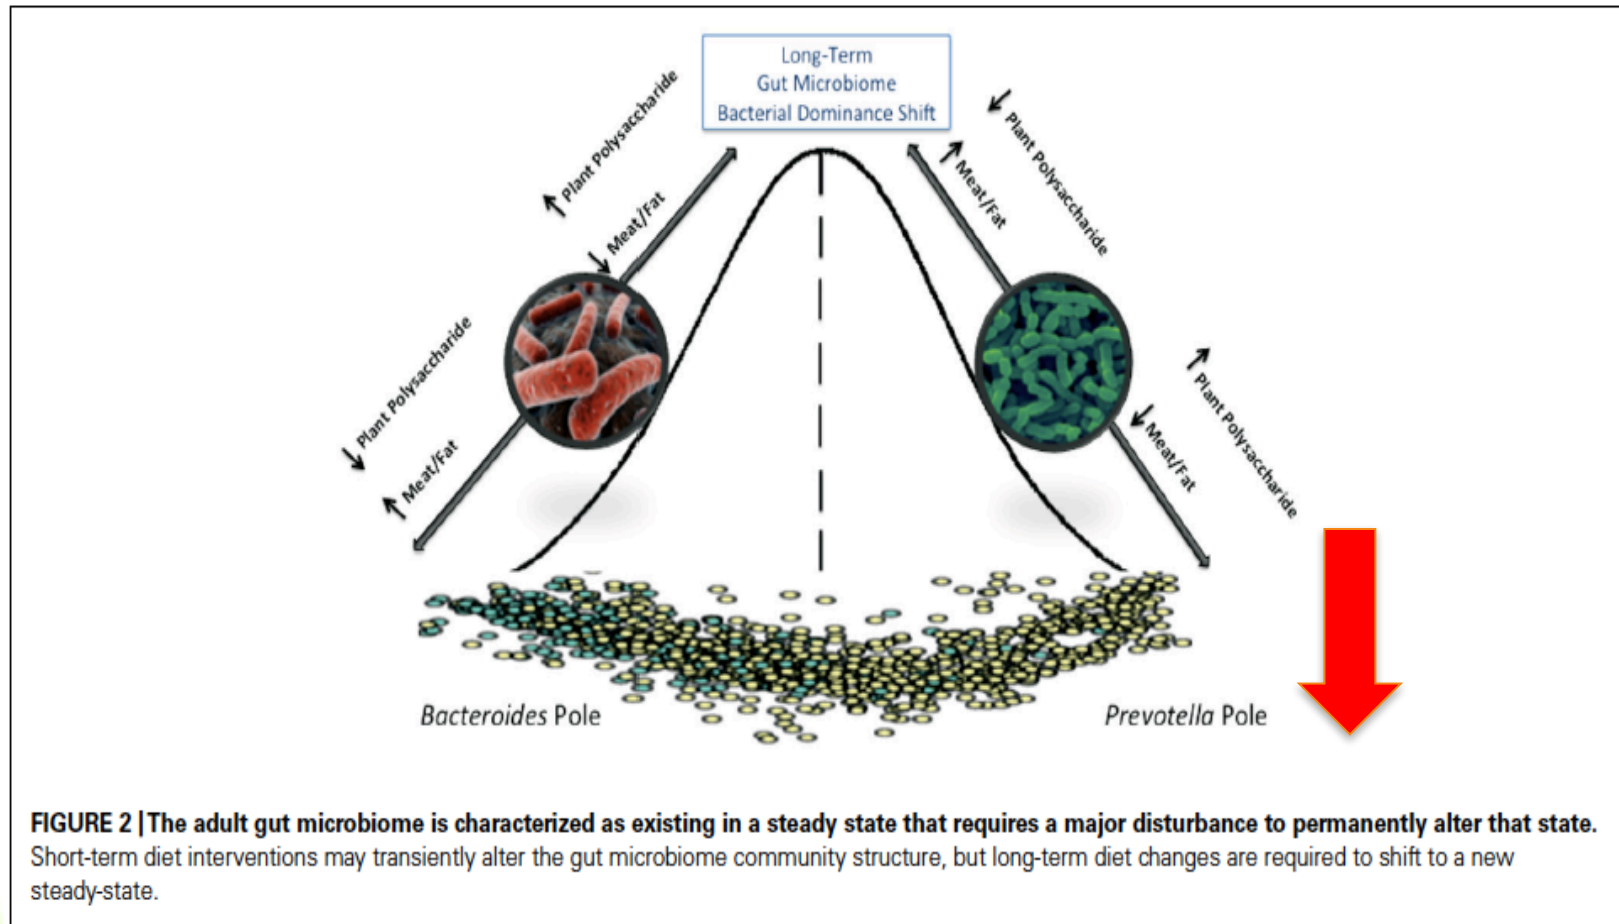 Long-Term
Gut Microbiome
Bacterial Dominance Shift
↑ Plant Polysaccharide
↓ Meat/Fat
↓ Plant Polysaccharide
↑ Meat/Fat
↓ Plant Polysaccharide
↑ Meat/Fat
↑ Plant Polysaccharide
↓ Meat/Fat
Bacteroides Pole
Prevotella Pole
FIGURE 2 | The adult gut microbiome is characterized as existing in a steady state that requires a major disturbance to permanently alter that state.
Short-term diet interventions may transiently alter the gut microbiome community structure, but long-term diet changes are required to shift to a new
steady-state.